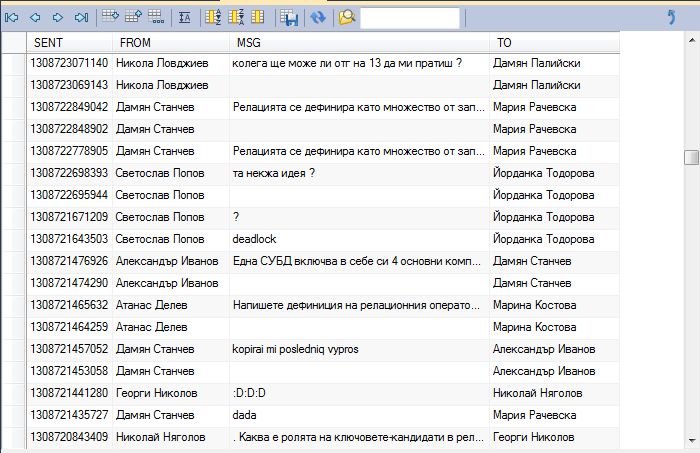 SENT FROM MSG TO
1308723071140 Никола Ловджиев колега ще може ли отг на 13 да ми пратиш ? Дамян Палийски
1308723069143 Никола Ловджиев Дамян Палийски
1308722849042 Дамян Станчев Релацията се дефинира като множество от зап... Мария Рачевска
1308722848902 Дамян Станчев Мария Рачевска
1308722778905 Дамян Станчев Релацията се дефинира като множество от зап... Мария Рачевска
1308722698393 Светослав Попов та някжа идея ? Йорданка Тодорова
1308722695944 Светослав Попов Йорданка Тодорова
1308721671209 Светослав Попов ? Йорданка Тодорова
1308721643503 Светослав Попов deadlock Йорданка Тодорова
1308721476926 Александър Иванов Една СУБД включва в себе си 4 основни комп... Дамян Станчев
1308721474290 Александър Иванов Дамян Станчев
1308721465632 Атанас Делев Напишете дефиниция на релационния операто... Марина Костова
1308721464259 Атанас Делев Марина Костова
1308721457052 Дамян Станчев kopirai mi posledniq vypros Александър Иванов
1308721453058 Дамян Станчев Александър Иванов
1308721441280 Георги Николов :D:D:D Николай Няголов
1308721435727 Дамян Станчев dada Мария Рачевска
1308720843409 Николай Няголов . Каква е ролята на ключовете-кандидати в рел... Георги Николов